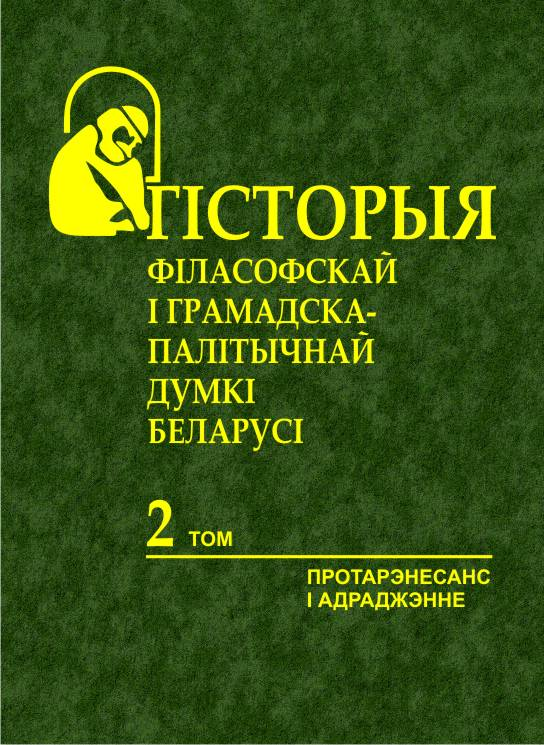 ГІСТОРЫЯ
ФІЛАСОФСКАЙ
І ГРАМАДСКА-
ПАЛІТЫЧНАЙ
ДУМКІ
БЕЛАРУСІ
2 ТОМ
ПРОТАРЭНЕСАНС
І АДРАДЖЭННЕ